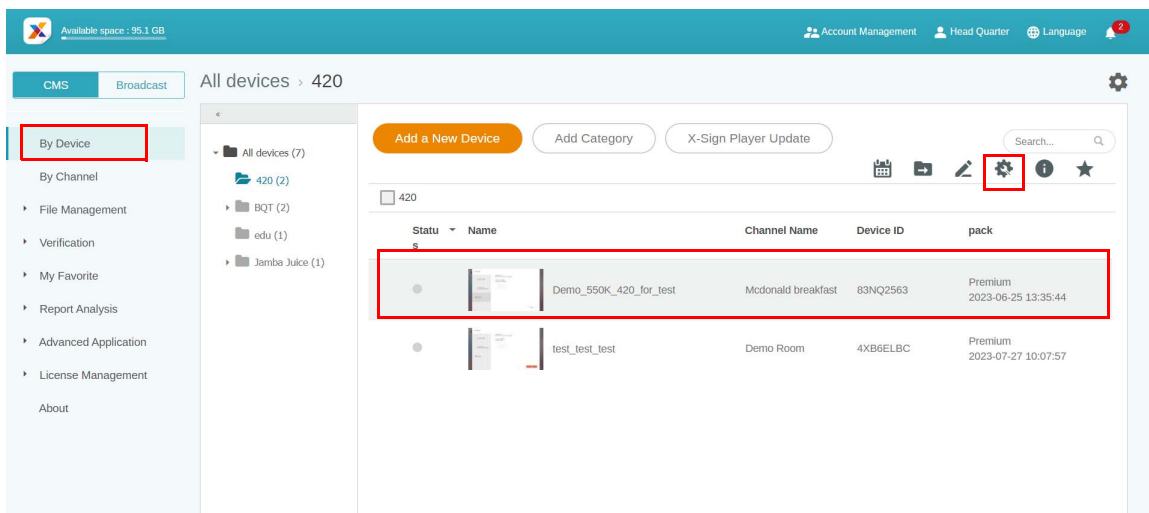 Available space : 95.1 GB
Account Management
Head Quarter
Language
2
CMS
Broadcast
All devices › 420
By Device
By Channel
File Management
Verification
My Favorite
Report Analysis
Advanced Application
License Management
About
«
All devices (7)
420 (2)
BQT (2)
edu (1)
Jamba Juice (1)
Add a New Device
Add Category
X-Sign Player Update
Search...
420
Statu
s
Name
Channel Name
Device ID
pack
Demo_550K_420_for_test
Mcdonald breakfast
83NQ2563
Premium
2023-06-25 13:35:44
test_test_test
Demo Room
4XB6ELBC
Premium
2023-07-27 10:07:57